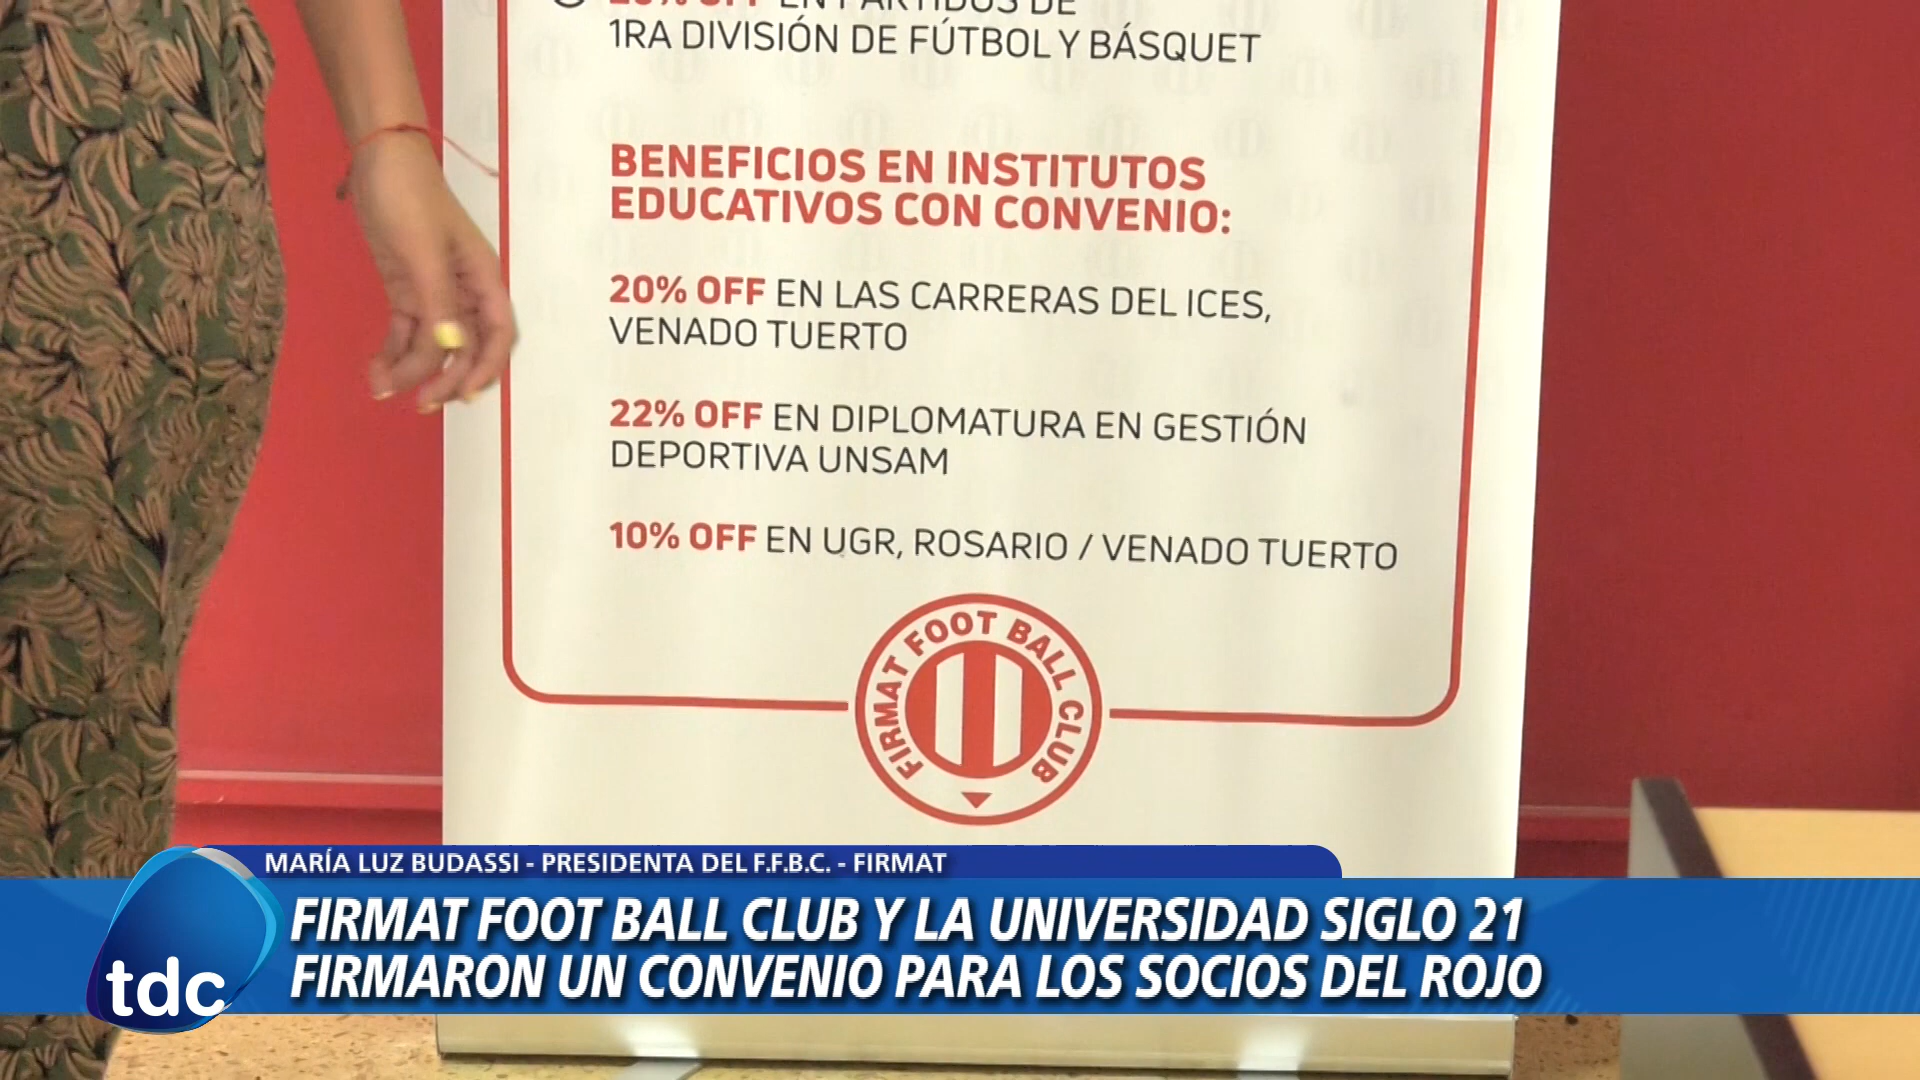 1RA DIVISIÓN DE FÚTBOL Y BÁSQUET
BENEFICIOS EN INSTITUTOS
EDUCATIVOS CON CONVENIO:
20% OFF EN LAS CARRERAS DEL ICES,
VENADO TUERTO
22% OFF EN DIPLOMATURA EN GESTIÓN
DEPORTIVA UNSAM
10% OFF EN UGR, ROSARIO / VENADO TUERTO
FIRMAT FOOT BALL CLUB
MARÍA LUZ BUDASSI - PRESIDENTA DEL F.F.B.C. - FIRMAT
FIRMAT FOOT BALL CLUB Y LA UNIVERSIDAD SIGLO 21
FIRMARON UN CONVENIO PARA LOS SOCIOS DEL ROJO
tdc